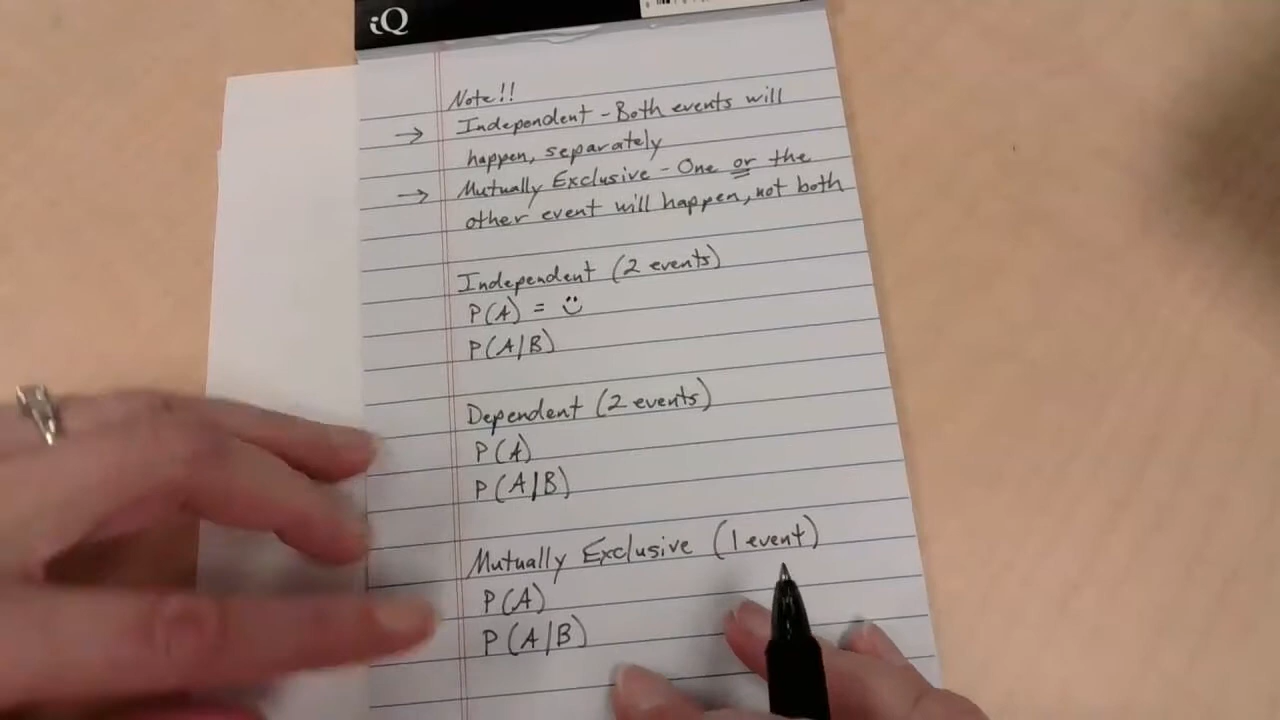 iQ
Note!!
→ Independent - Both events will
happen, separately
→ Mutually Exclusive - One or the
other event will happen, not both
Independent (2 events)
P(A) = ☺
P(A|B)
Dependent (2 events)
P(A)
P(A|B)
Mutually Exclusive (1 event)
P(A)
P(A|B)